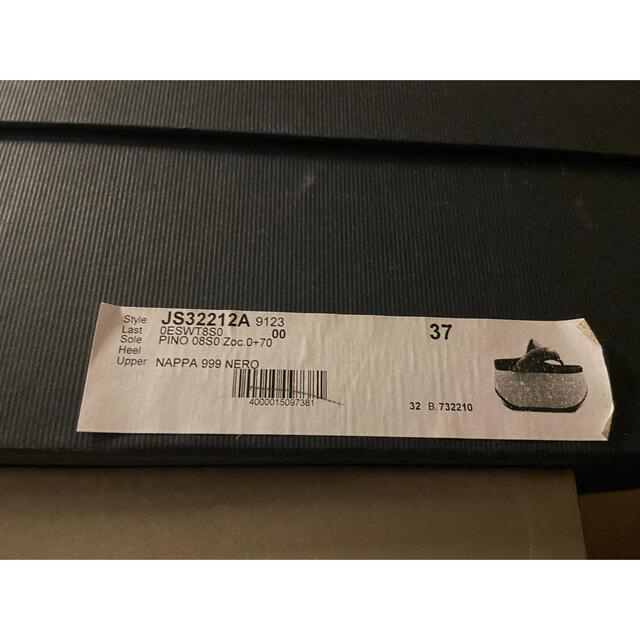 Style JS32212A 9123
Last 0ESWT8S0 00
Sole PINO 08S0 Zoc.0+70
Heel
Upper NAPPA 999 NERO
4000015097381
37
32 B.732210